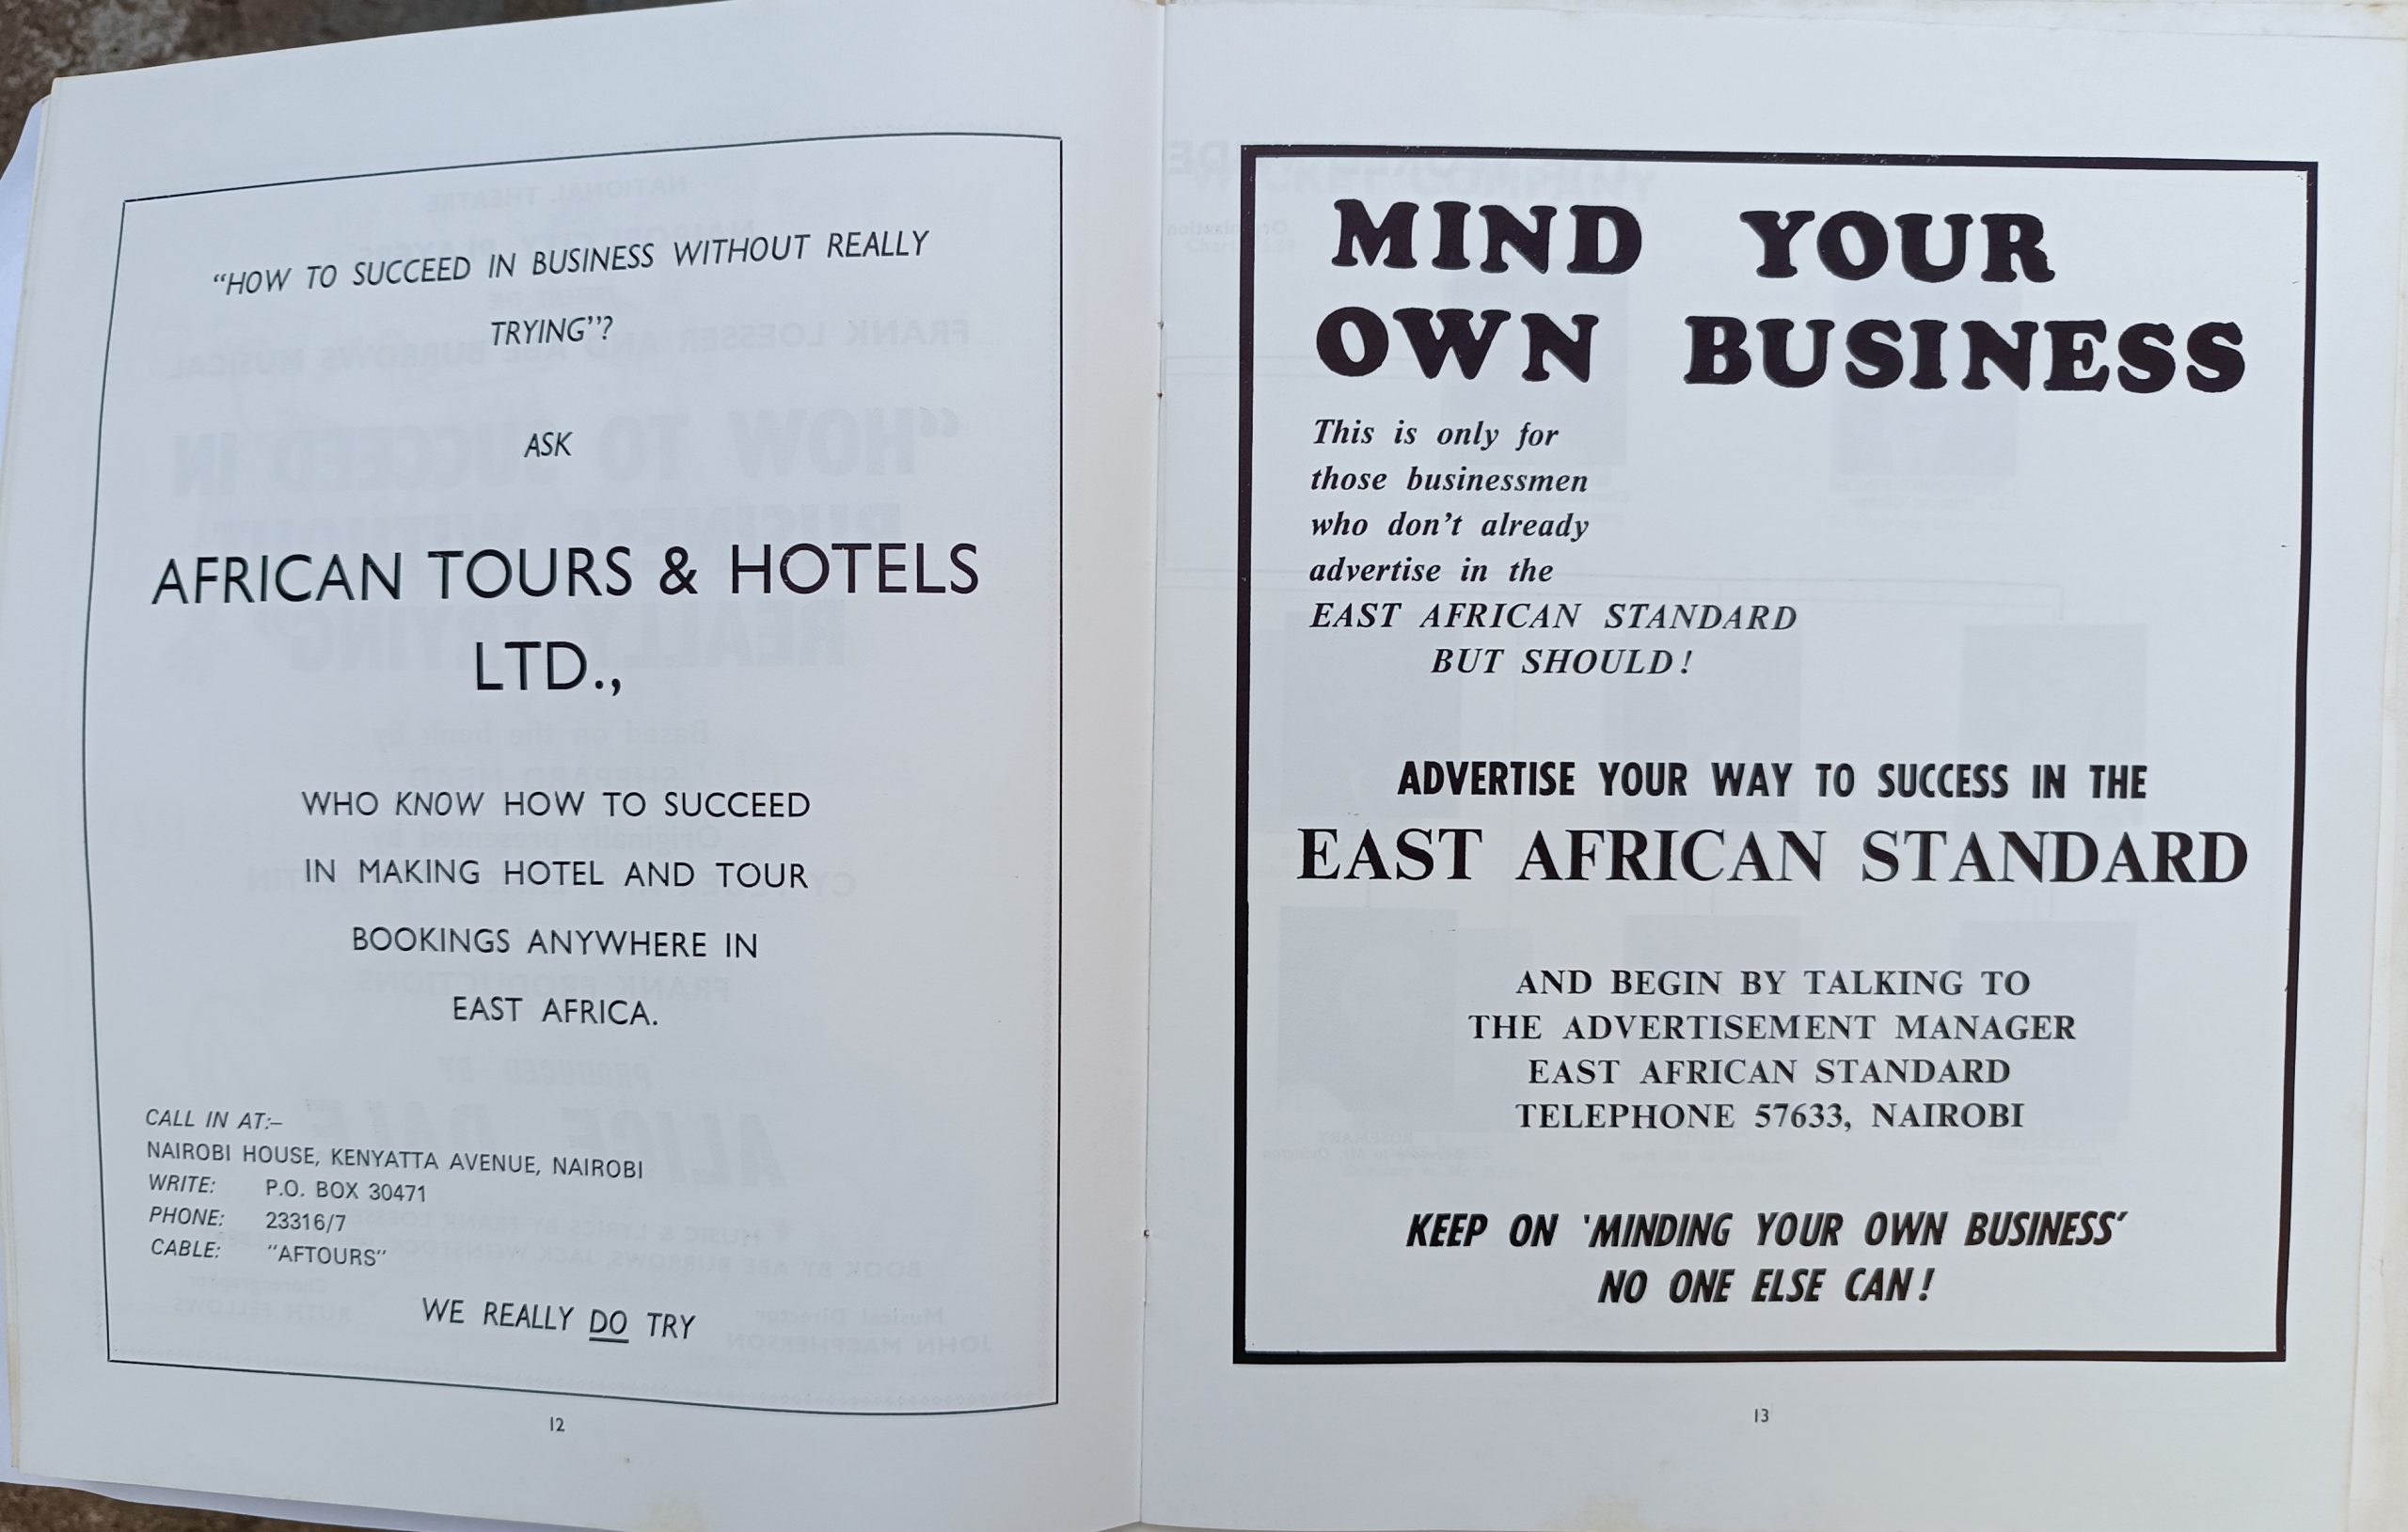 "HOW TO SUCCEED IN BUSINESS WITHOUT REALLY
TRYING"?
ASK
AFRICAN TOURS & HOTELS
LTD.,
WHO KNOW HOW TO SUCCEED
IN MAKING HOTEL AND TOUR
BOOKINGS ANYWHERE IN
EAST AFRICA.
CALL IN AT:–
NAIROBI HOUSE, KENYATTA AVENUE, NAIROBI
WRITE: P.O. BOX 30471
PHONE: 23316/7
CABLE: "AFTOURS"
WE REALLY DO TRY
12
MIND YOUR
OWN BUSINESS
This is only for
those businessmen
who don't already
advertise in the
EAST AFRICAN STANDARD
BUT SHOULD!
ADVERTISE YOUR WAY TO SUCCESS IN THE
EAST AFRICAN STANDARD
AND BEGIN BY TALKING TO
THE ADVERTISEMENT MANAGER
EAST AFRICAN STANDARD
TELEPHONE 57633, NAIROBI
KEEP ON 'MINDING YOUR OWN BUSINESS'
NO ONE ELSE CAN!
13